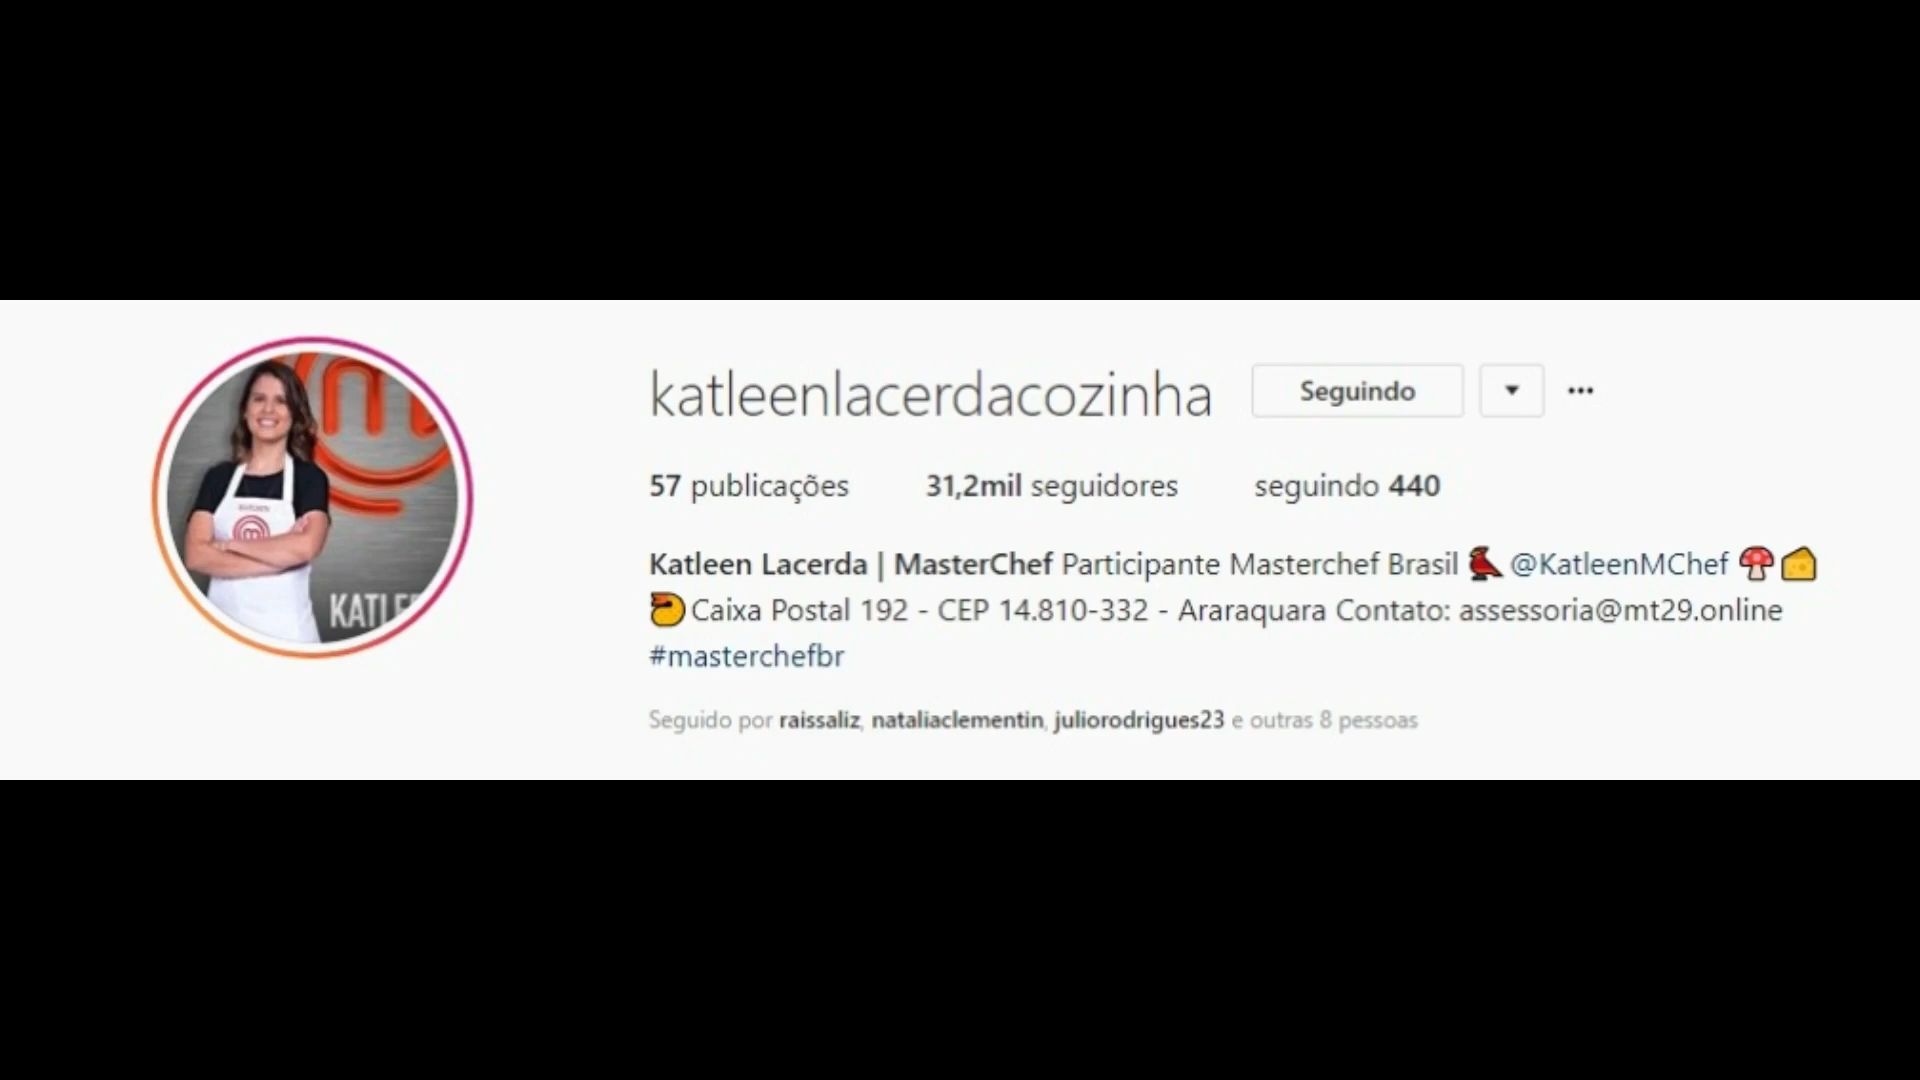 katleenlacerdacozinha Seguindo
57 publicações 31,2mil seguidores seguindo 440
Katleen Lacerda | MasterChef Participante Masterchef Brasil @KatleenMChef
Caixa Postal 192 - CEP 14.810-332 - Araraquara Contato: assessoria@mt29.online
#masterchefbr
Seguido por raissaliz, nataliaclementin, juliorodrigues23 e outras 8 pessoas